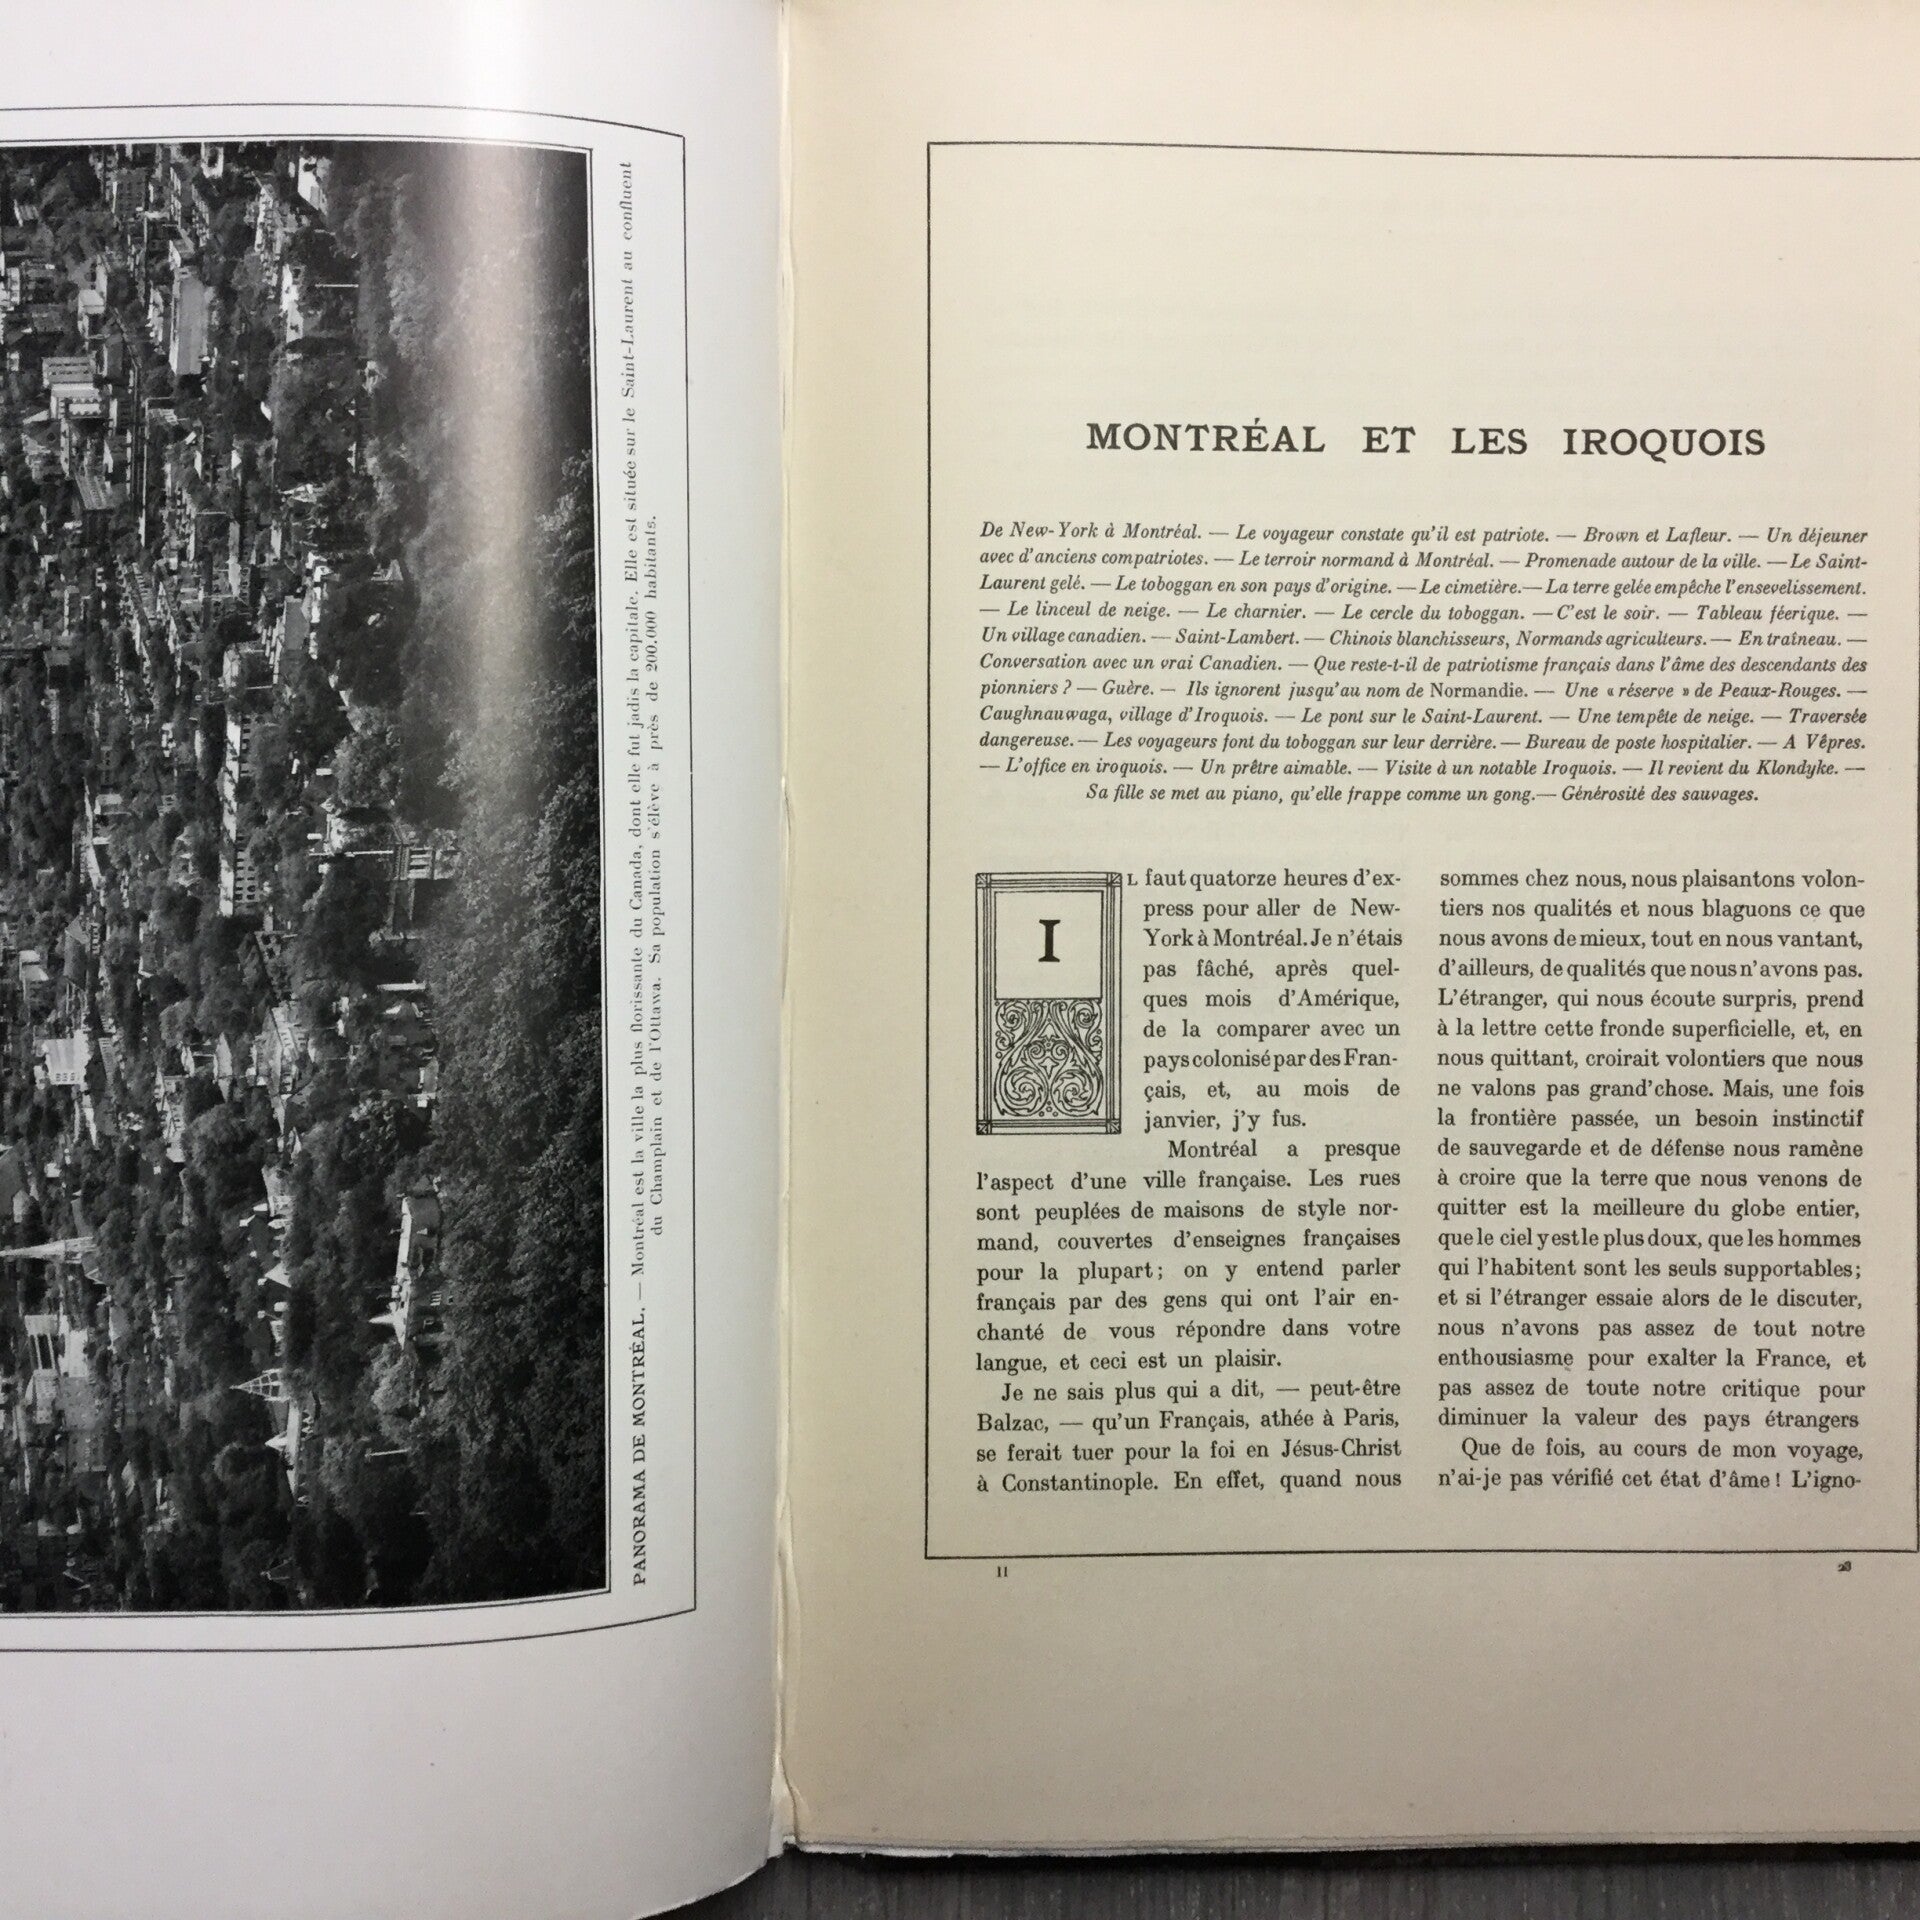 PANORAMA DE MONTRÉAL. — Montréal est la ville la plus florissante du Canada, dont elle fut jadis la capitale. Elle est située sur le Saint-Laurent au confluent
du Champlain et de l'Ottawa. Sa population s'élève à près de 200.000 habitants.
MONTRÉAL ET LES IROQUOIS
De New-York à Montréal. — Le voyageur constate qu'il est patriote. — Brown et Lafleur. — Un déjeuner
avec d'anciens compatriotes. — Le terroir normand à Montréal. — Promenade autour de la ville. — Le Saint-
Laurent gelé. — Le toboggan en son pays d'origine. — Le cimetière. — La terre gelée empêche l'ensevelissement.
— Le linceul de neige. — Le charnier. — Le cercle du toboggan. — C'est le soir. — Tableau féerique. —
Un village canadien. — Saint-Lambert. — Chinois blanchisseurs, Normands agriculteurs. — En traîneau. —
Conversation avec un vrai Canadien. — Que reste-t-il de patriotisme français dans l'âme des descendants des
pionniers ? — Guère. — Ils ignorent jusqu'au nom de Normandie. — Une « réserve » de Peaux-Rouges. —
Caughnauwaga, village d'Iroquois. — Le pont sur le Saint-Laurent. — Une tempête de neige. — Traversée
dangereuse. — Les voyageurs font du toboggan sur leur derrière. — Bureau de poste hospitalier. — A Vêpres.
— L'office en iroquois. — Un prêtre aimable. — Visite à un notable Iroquois. — Il revient du Klondyke. —
Sa fille se met au piano, qu'elle frappe comme un gong. — Générosité des sauvages.
IL faut quatorze heures d'ex-
press pour aller de New-
York à Montréal. Je n'étais
pas fâché, après quel-
ques mois d'Amérique,
de la comparer avec un
pays colonisé par des Fran-
çais, et, au mois de
janvier, j'y fus.
Montréal a presque
l'aspect d'une ville française. Les rues
sont peuplées de maisons de style nor-
mand, couvertes d'enseignes françaises
pour la plupart ; on y entend parler
français par des gens qui ont l'air en-
chanté de vous répondre dans votre
langue, et ceci est un plaisir.
Je ne sais plus qui a dit, — peut-être
Balzac, — qu'un Français, athée à Paris,
se ferait tuer pour la foi en Jésus-Christ
à Constantinople. En effet, quand nous
sommes chez nous, nous plaisantons volon-
tiers nos qualités et nous blaguons ce que
nous avons de mieux, tout en nous vantant,
d'ailleurs, de qualités que nous n'avons pas.
L'étranger, qui nous écoute surpris, prend
à la lettre cette fronde superficielle, et, en
nous quittant, croirait volontiers que nous
ne valons pas grand'chose. Mais, une fois
la frontière passée, un besoin instinctif
de sauvegarde et de défense nous ramène
à croire que la terre que nous venons de
quitter est la meilleure du globe entier,
que le ciel y est le plus doux, que les hommes
qui l'habitent sont les seuls supportables ;
et si l'étranger essaie alors de le discuter,
nous n'avons pas assez de tout notre
enthousiasme pour exalter la France, et
pas assez de toute notre critique pour
diminuer la valeur des pays étrangers
Que de fois, au cours de mon voyage,
n'ai-je pas vérifié cet état d'âme ! L'igno-
II